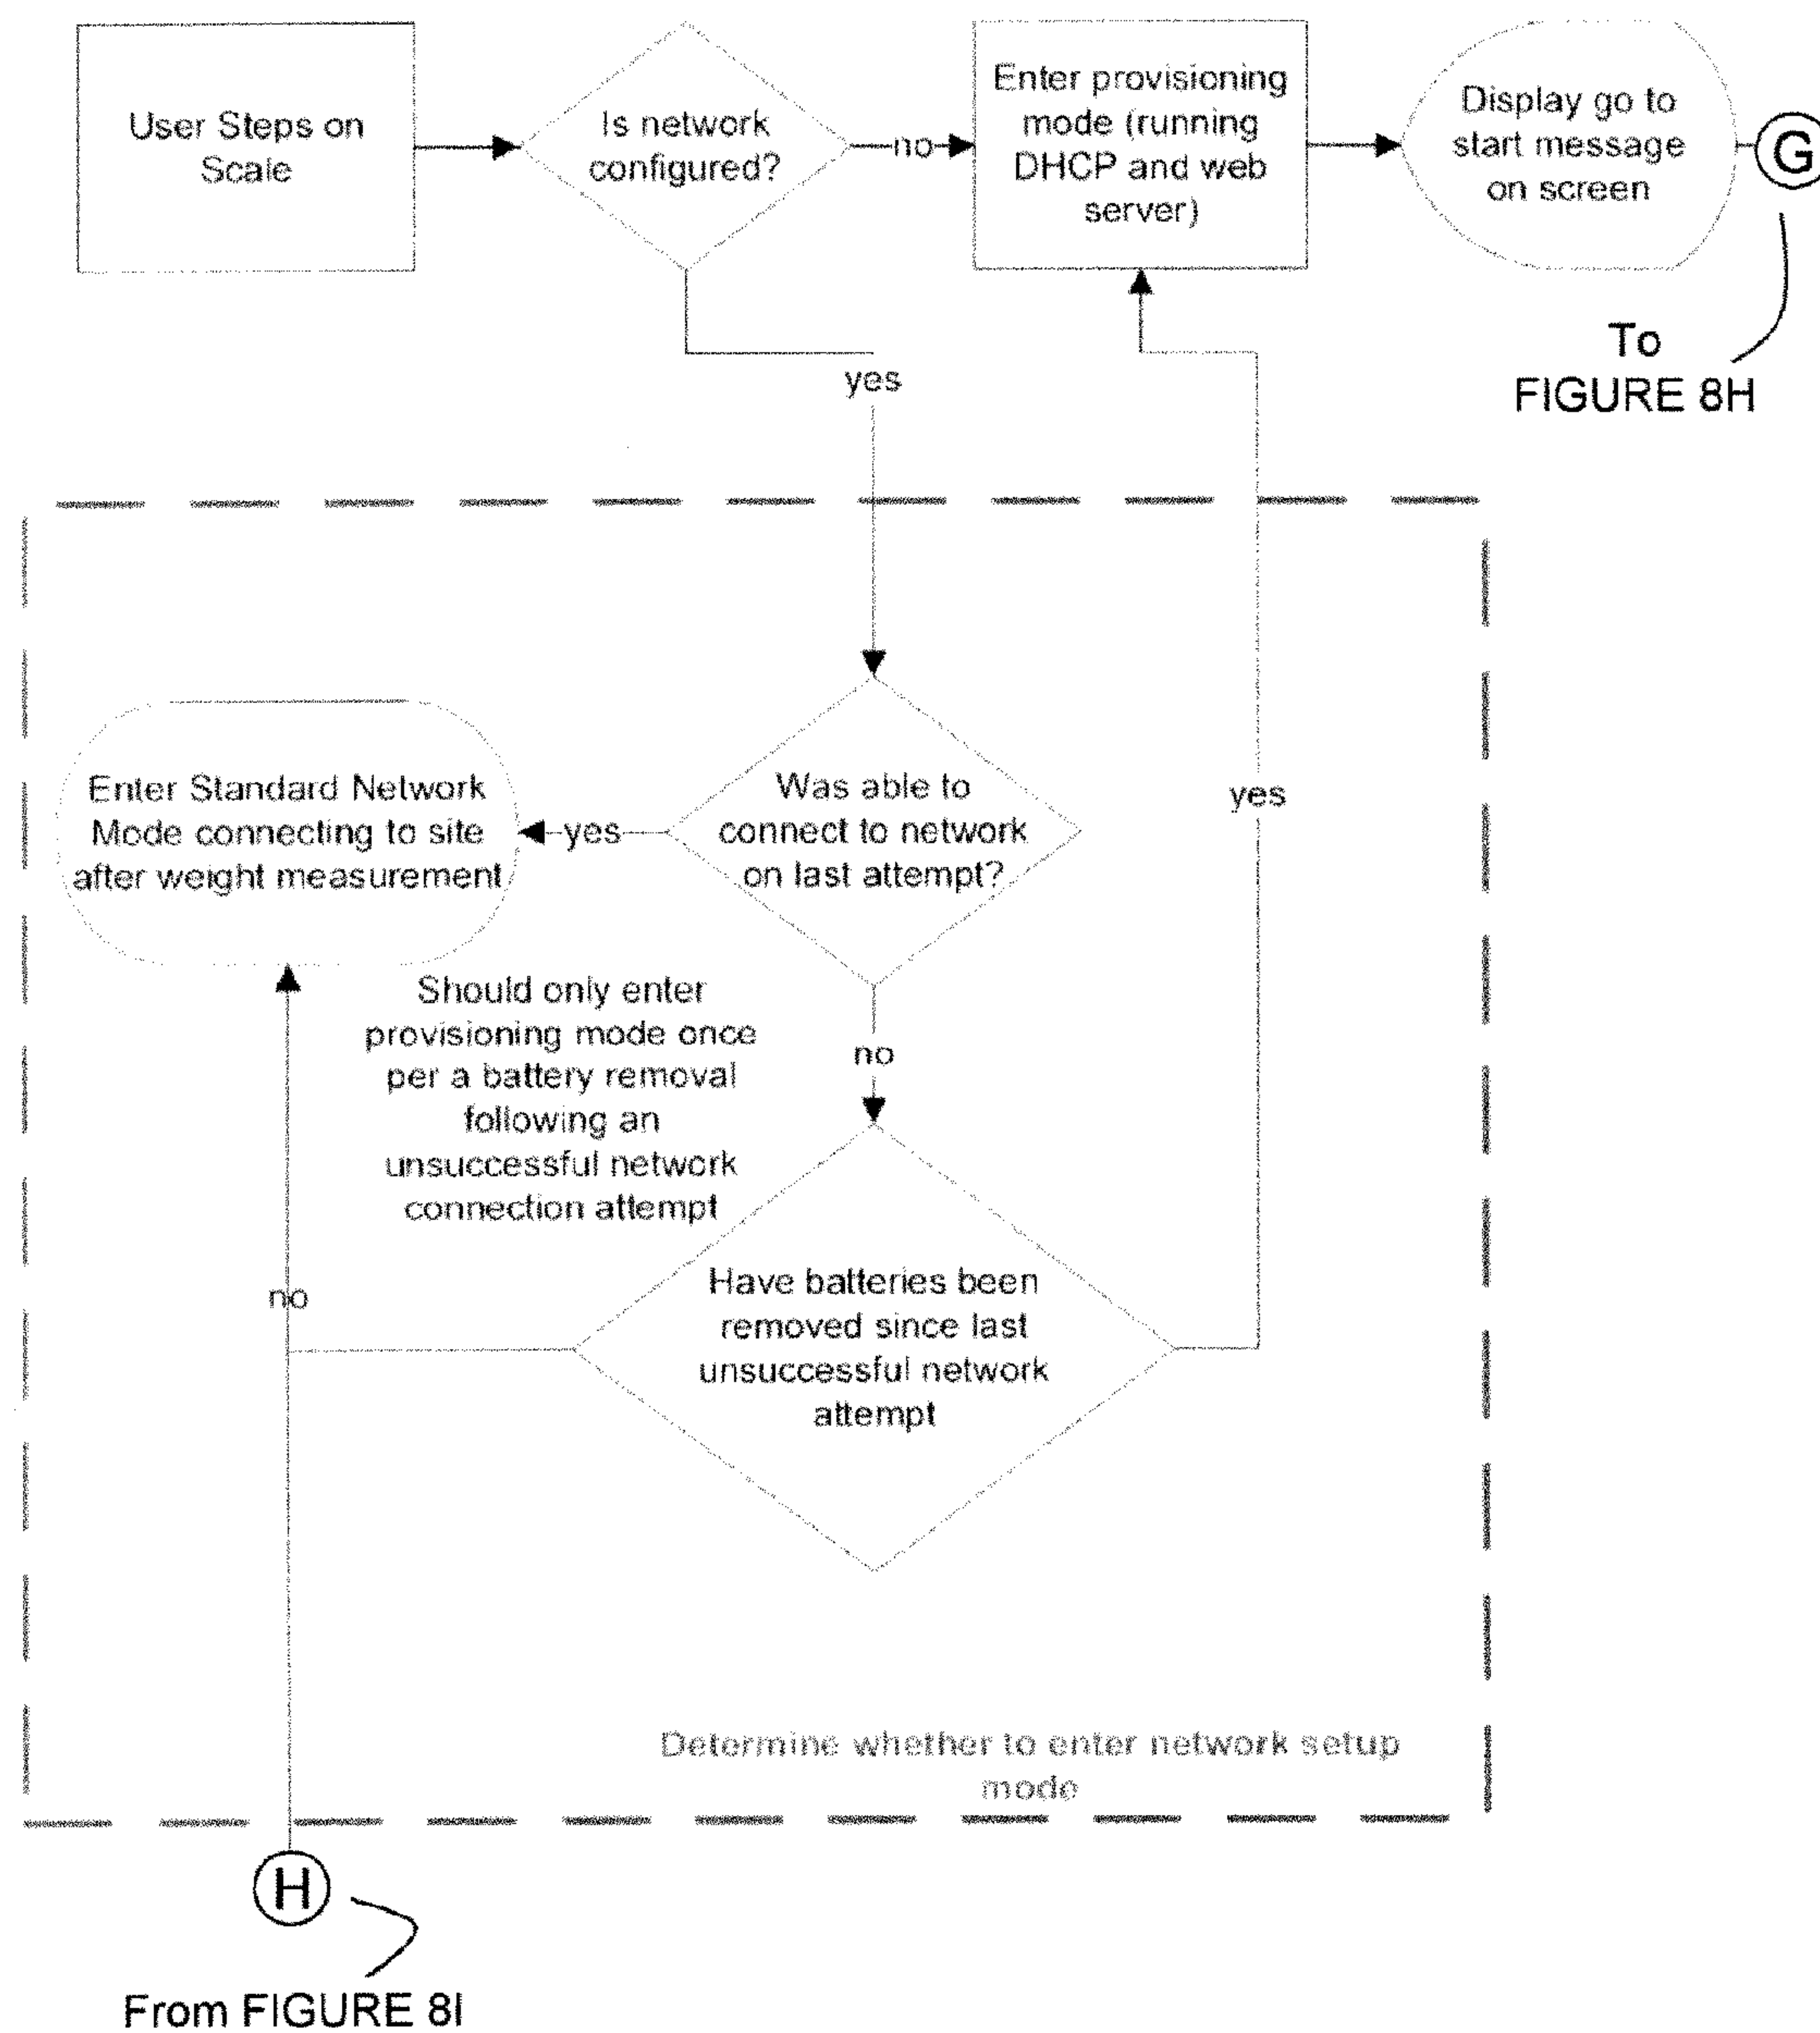 User Steps on
Scale
Is network
configured?
no
Enter provisioning
mode (running
DHCP and web
server)
Display go to
start message
on screen
G
To
FIGURE 8H
yes
Enter Standard Network
Mode connecting to site
after weight measurement
yes
Was able to
connect to network
on last attempt?
yes
Should only enter
provisioning mode once
per a battery removal
following an
unsuccessful network
connection attempt
no
no
Have batteries been
removed since last
unsuccessful network
attempt
Determine whether to enter network setup
mode
H
From FIGURE 8I